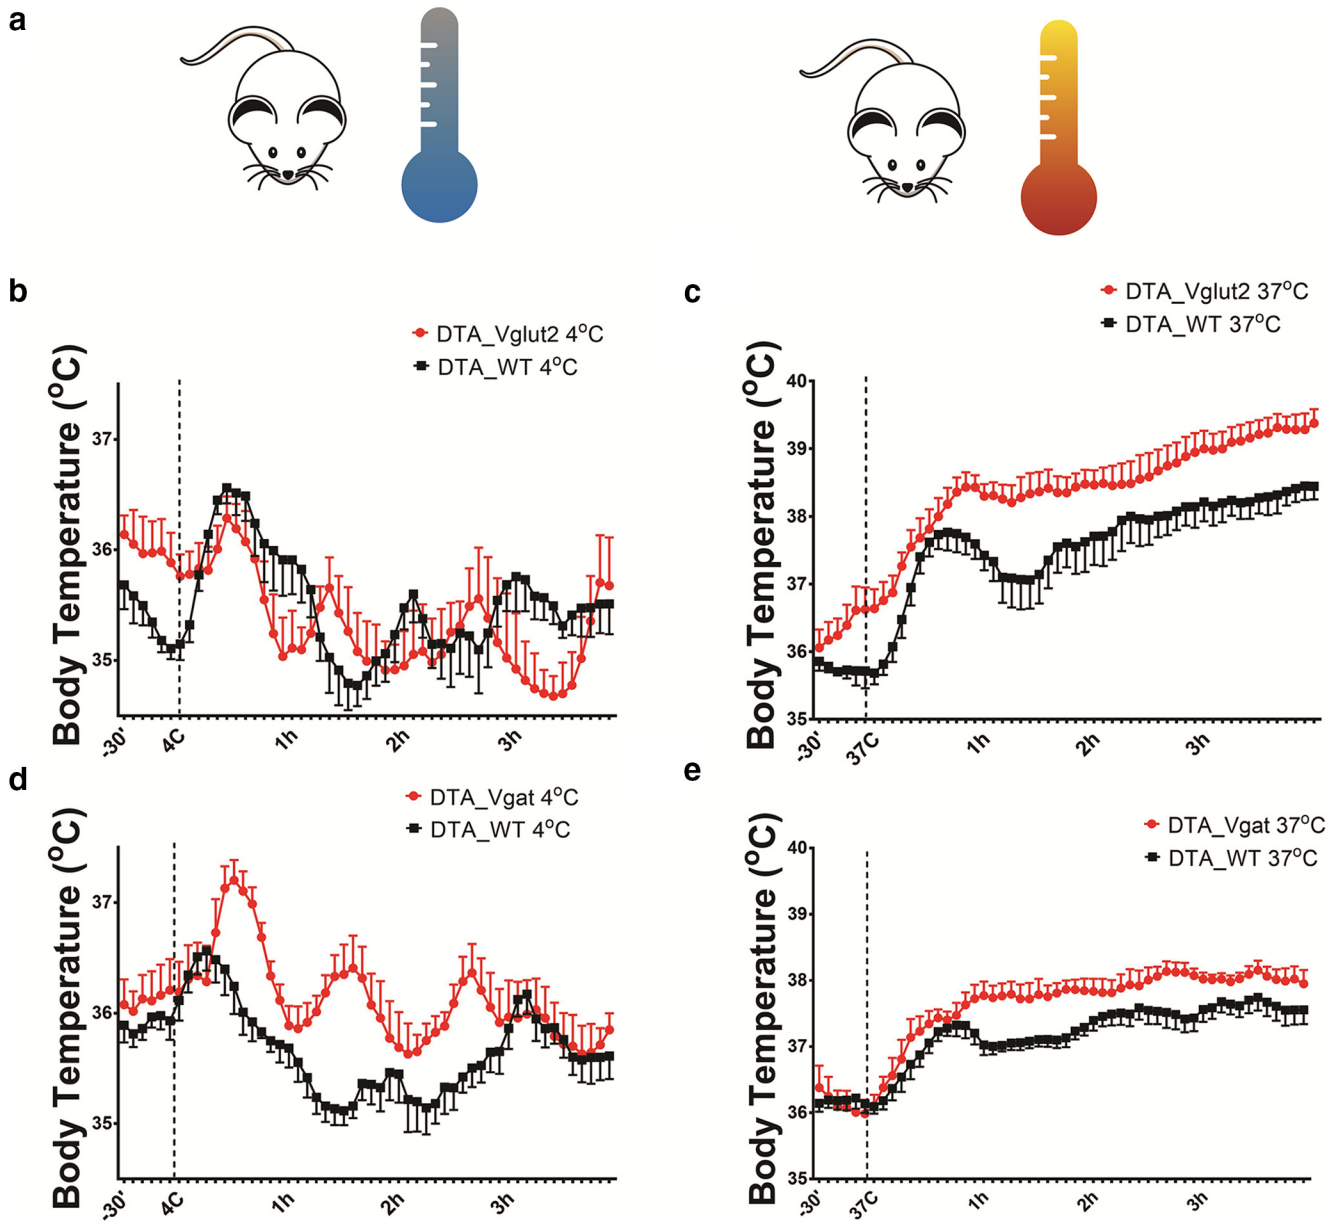 a
b
DTA_Vglut2 4°C
DTA_WT 4°C
Body Temperature (°C)
37
36
35
-30'
4C
1h
2h
3h
c
DTA_Vglut2 37°C
DTA_WT 37°C
Body Temperature (°C)
40
39
38
37
36
35
-30'
37C
1h
2h
3h
d
DTA_Vgat 4°C
DTA_WT 4°C
Body Temperature (°C)
37
36
35
-30'
4C
1h
2h
3h
e
DTA_Vgat 37°C
DTA_WT 37°C
Body Temperature (°C)
40
39
38
37
36
35
-30'
37C
1h
2h
3h